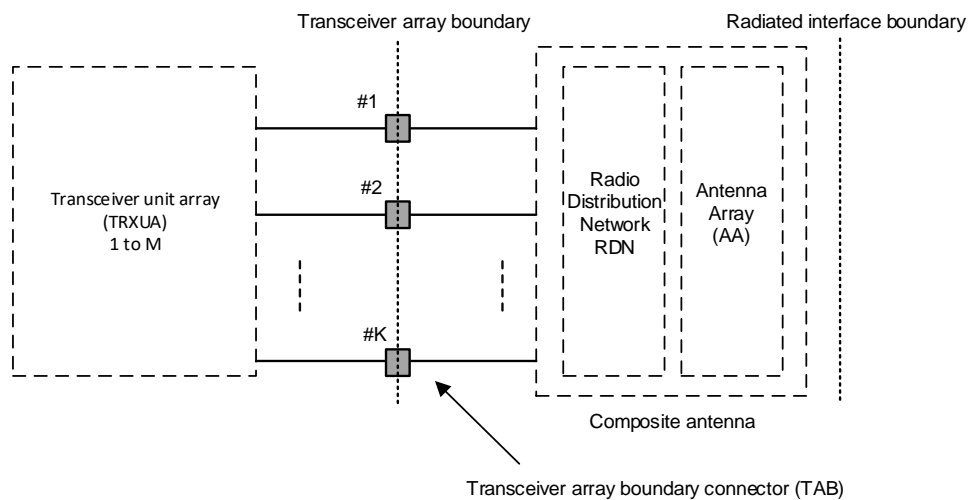 Transceiver array boundary
Radiated interface boundary
#1
#2
#K
Transceiver unit array
(TRXUA)
1 to M
Radio
Distribution
Network
RDN
Antenna
Array
(AA)
Composite antenna
Transceiver array boundary connector (TAB)